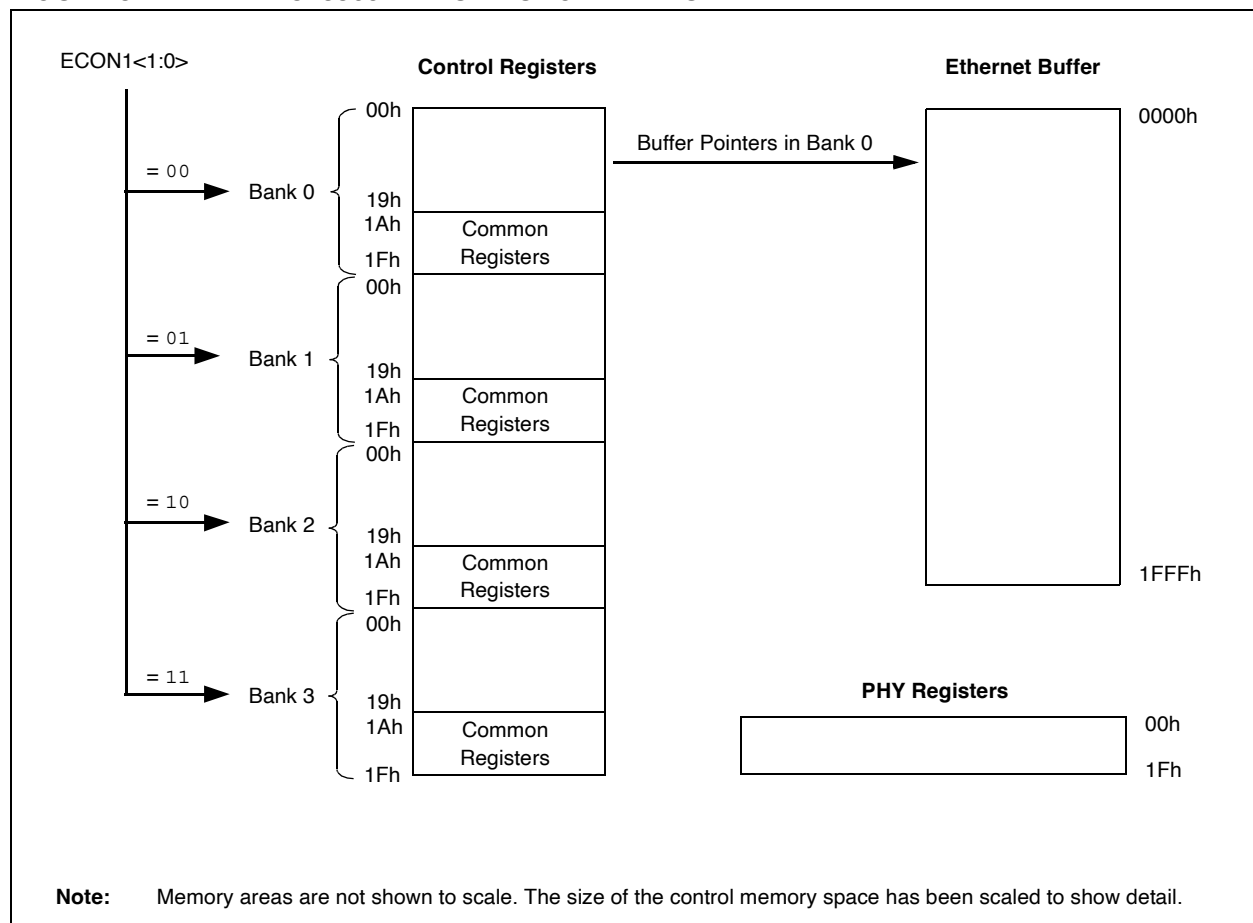 ECON1<1:0>
Control Registers
Ethernet Buffer
= 00
Bank 0
00h
19h
1Ah
1Fh
Common
Registers
Buffer Pointers in Bank 0
0000h
1FFFh
= 01
Bank 1
00h
19h
1Ah
1Fh
Common
Registers
= 10
Bank 2
00h
19h
1Ah
1Fh
Common
Registers
= 11
Bank 3
00h
19h
1Ah
1Fh
Common
Registers
PHY Registers
00h
1Fh
Note: Memory areas are not shown to scale. The size of the control memory space has been scaled to show detail.